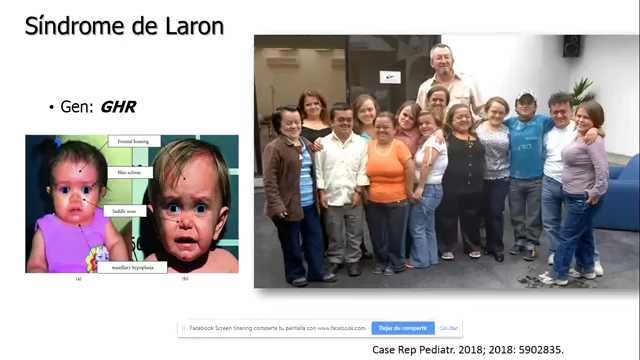 Síndrome de Laron
• Gen: GHR
Frontal bossing
Blue scleras
Saddle nose
maxillary hypoplasia
(a)
(b)
Facebook Screen Sharing comparte tu pantalla con www.facebook.com.
Dejar de compartir
Ocultar
Case Rep Pediatr. 2018; 2018: 5902835.